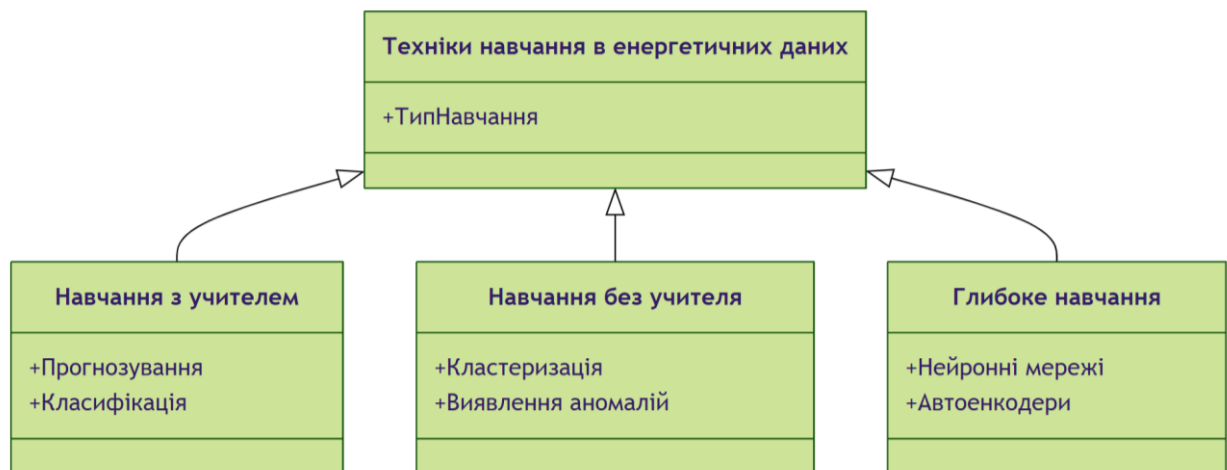 Техніки навчання в енергетичних даних
+ТипНавчання
Навчання з учителем
+Прогнозування
+Класифікація
Навчання без учителя
+Кластеризація
+Виявлення аномалій
Глибоке навчання
+Нейронні мережі
+Автоенкодери